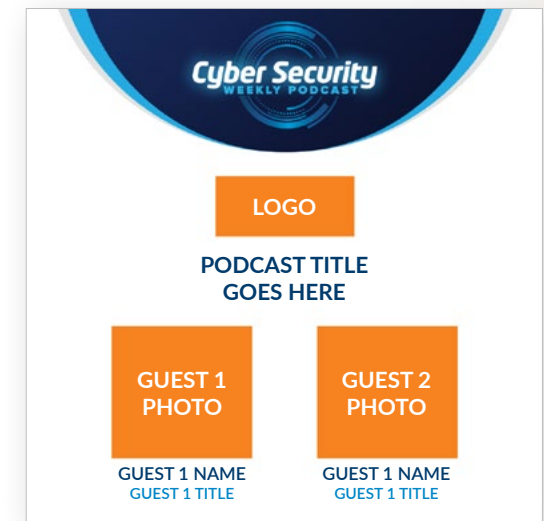 Cyber Security
WEEKLY PODCAST
LOGO
PODCAST TITLE
GOES HERE
GUEST 1
PHOTO
GUEST 2
PHOTO
GUEST 1 NAME
GUEST 1 TITLE
GUEST 1 NAME
GUEST 1 TITLE